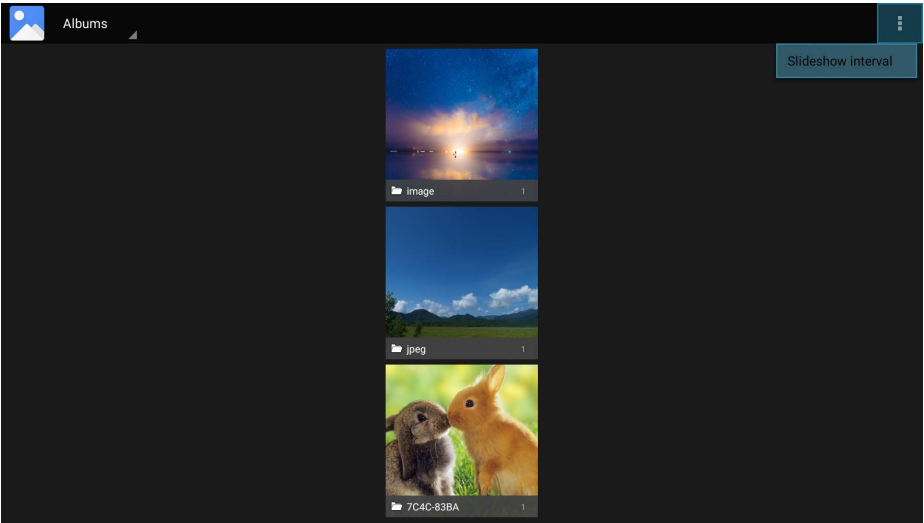 Albums
Slideshow interval
image 1
jpeg 1
7C4C-83BA 1